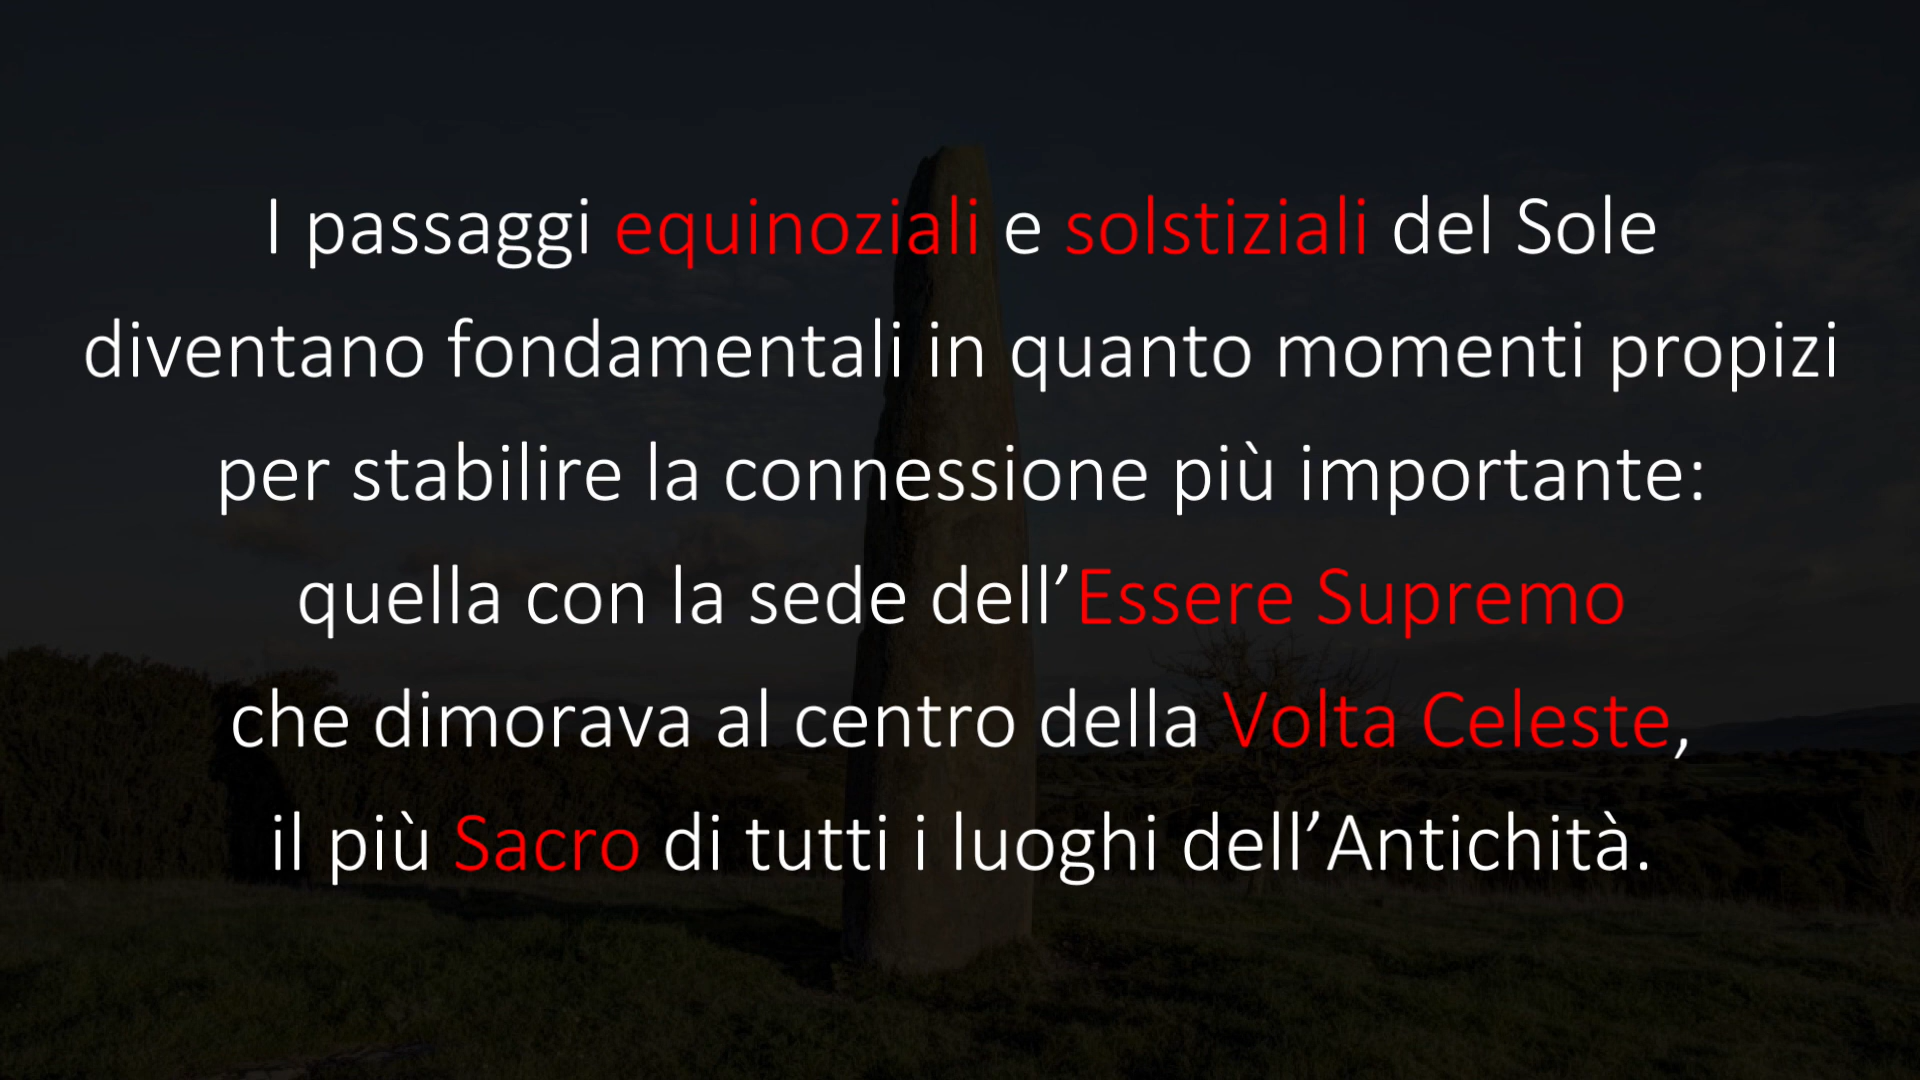 I passaggi equinoziali e solstiziali del Sole
diventano fondamentali in quanto momenti propizi
per stabilire la connessione più importante:
quella con la sede dell’Essere Supremo
che dimorava al centro della Volta Celeste,
il più Sacro di tutti i luoghi dell’Antichità.